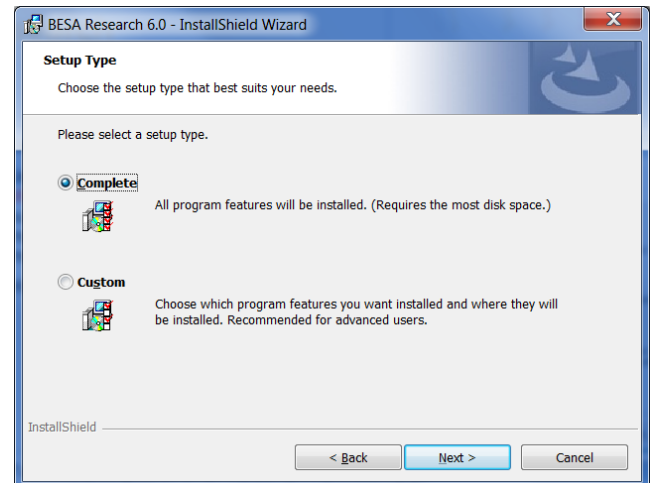 BESA Research 6.0 - InstallShield Wizard
Setup Type
Choose the setup type that best suits your needs.
Please select a setup type.
Complete
All program features will be installed. (Requires the most disk space.)
Custom
Choose which program features you want installed and where they will
be installed. Recommended for advanced users.
InstallShield
< Back
Next >
Cancel